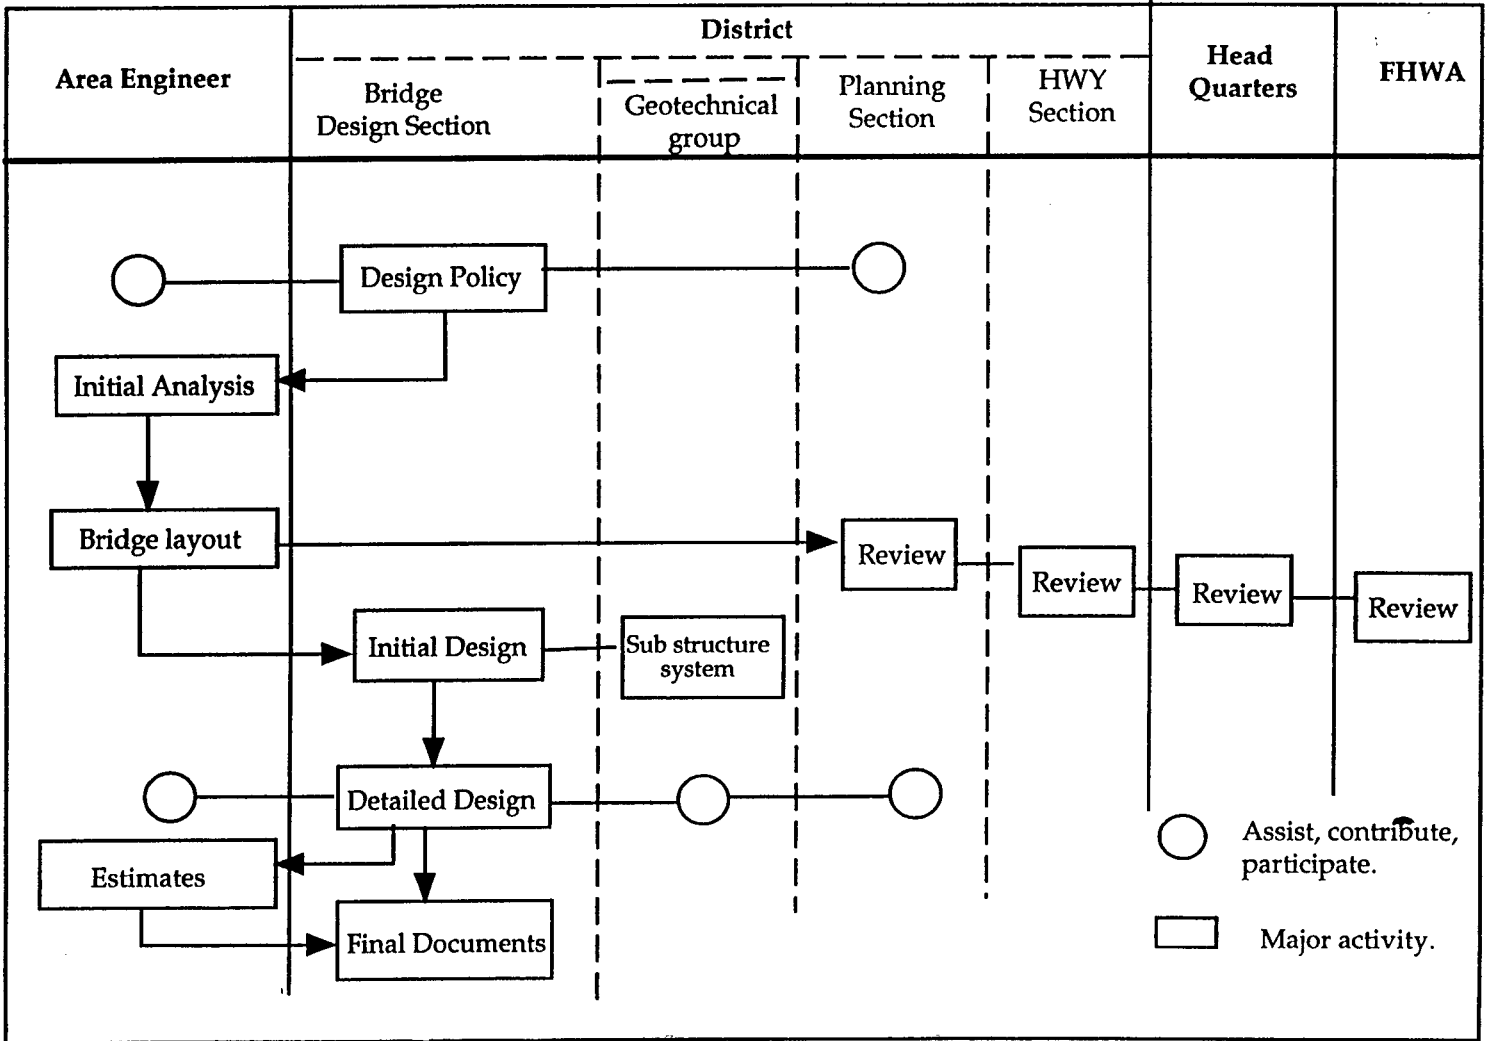 District
Area Engineer
Head
Quarters
FHWA
Bridge
Design Section
Geotechnical
group
Planning
Section
HWY
Section
Design Policy
Initial Analysis
Bridge layout
Review
Review
Review
Review
Initial Design
Sub structure
system
Detailed Design
Assist, contribute,
participate.
Estimates
Final Documents
Major activity.